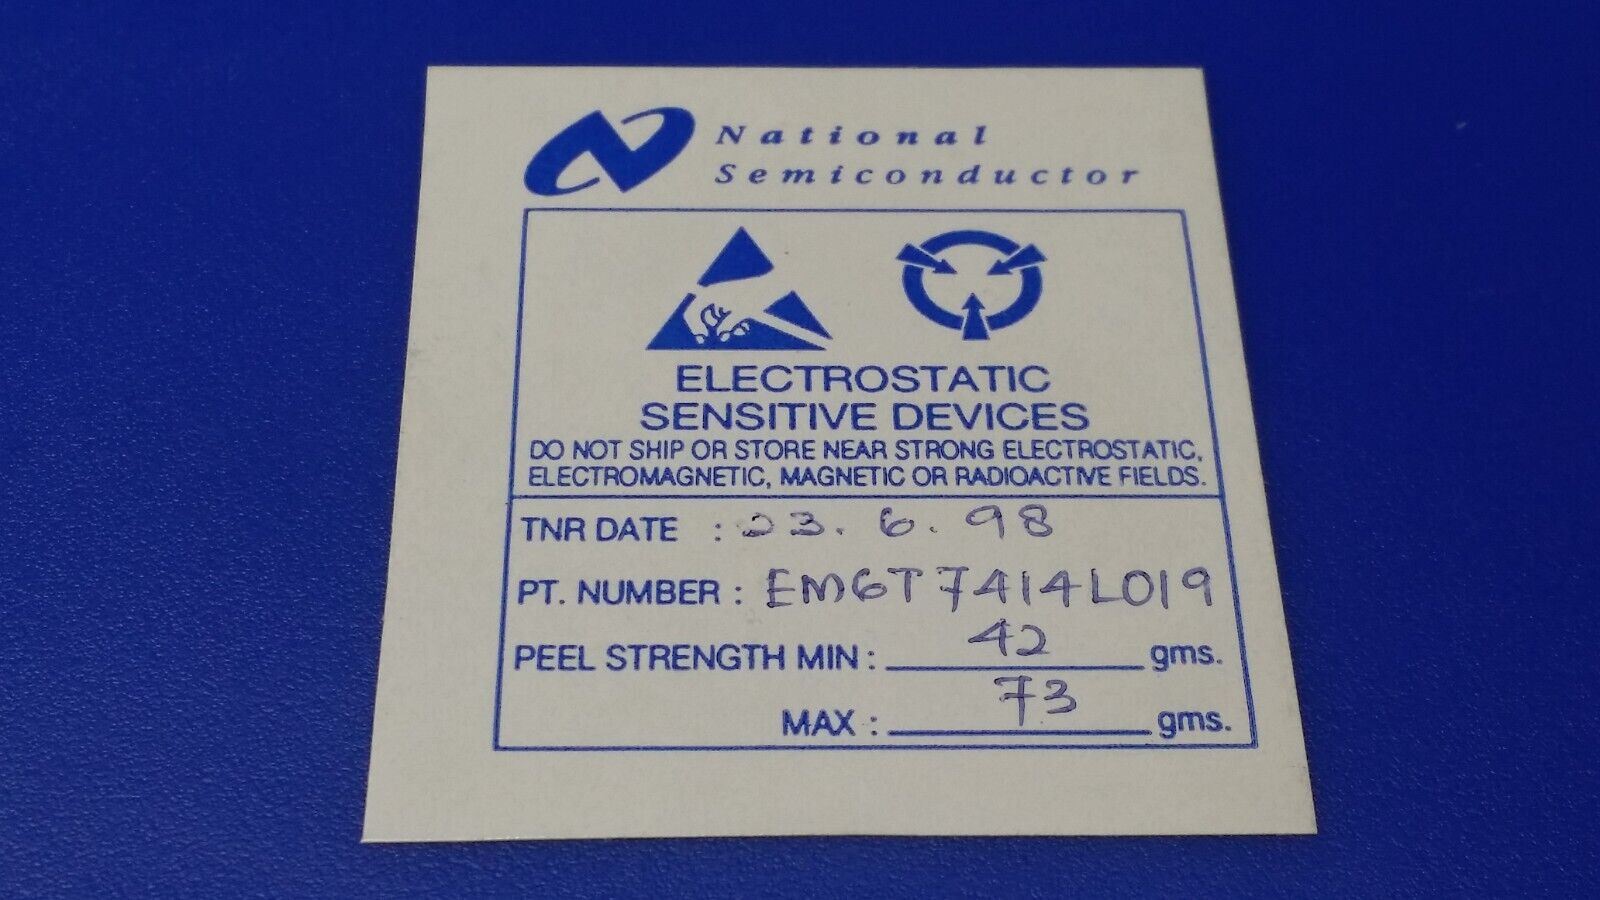 National
Semiconductor
ELECTROSTATIC
SENSITIVE DEVICES
DO NOT SHIP OR STORE NEAR STRONG ELECTROSTATIC,
ELECTROMAGNETIC, MAGNETIC OR RADIOACTIVE FIELDS.
TNR DATE : 23.6.98
PT. NUMBER : EM6T7414L019
PEEL STRENGTH MIN : 42 gms.
MAX : 73 gms.